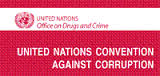 UNITED NATIONS
Office on Drugs and Crime
UNITED NATIONS CONVENTION
AGAINST CORRUPTION